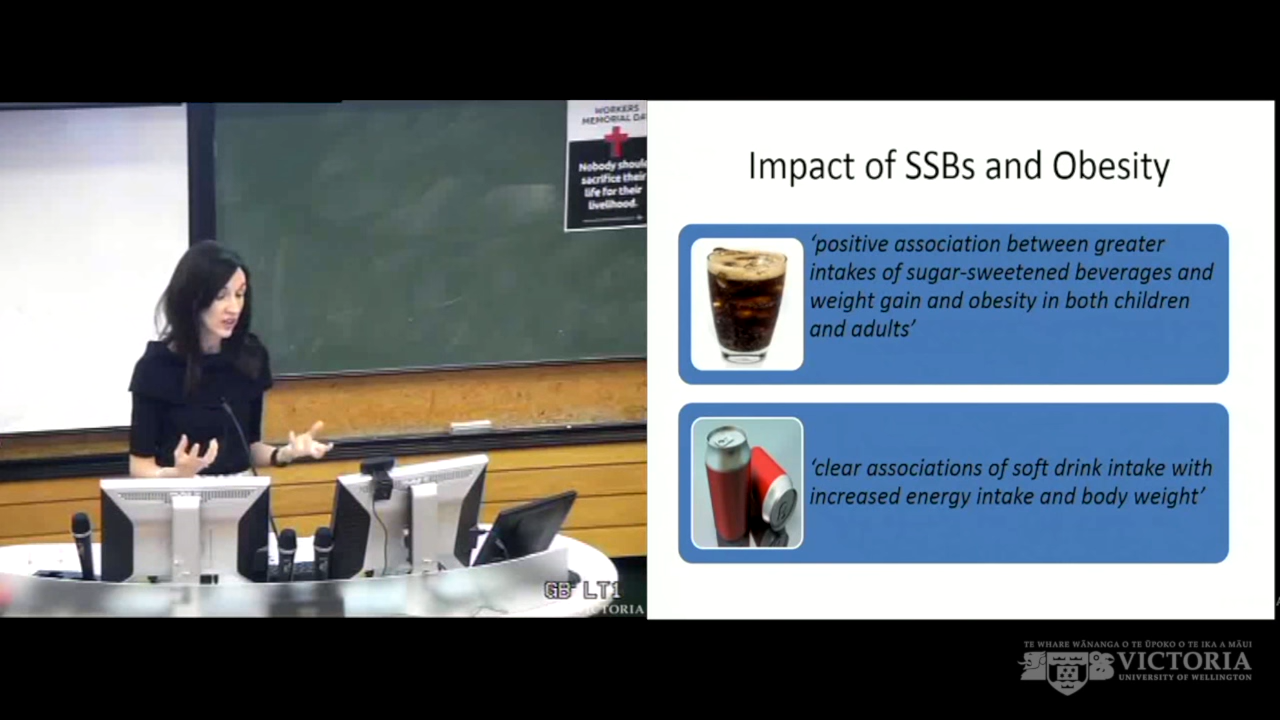 WORKERS
MEMORIAL DA
Nobody shoul
sacrifice their
life for their
livelihood.
Impact of SSBs and Obesity
‘positive association between greater
intakes of sugar-sweetened beverages and
weight gain and obesity in both children
and adults’
‘clear associations of soft drink intake with
increased energy intake and body weight’
GB LT1
VICTORIA
TE WHARE WĀNANGA O TE ŪPOKO O TE IKA A MĀUI
VICTORIA
UNIVERSITY OF WELLINGTON